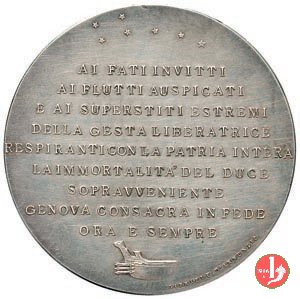 AI FATI INVITTI
AI FLUTTI AUSPICATI
E AI SUPERSTITI ESTREMI
DELLA GESTA LIBERATRICE
RESPIRANTI CON LA PATRIA INTERA
LA IMMORTALITA' DEL DUCE
SOPRAVVENIENTE
GENOVA CONSACRA IN FEDE
ORA E SEMPRE